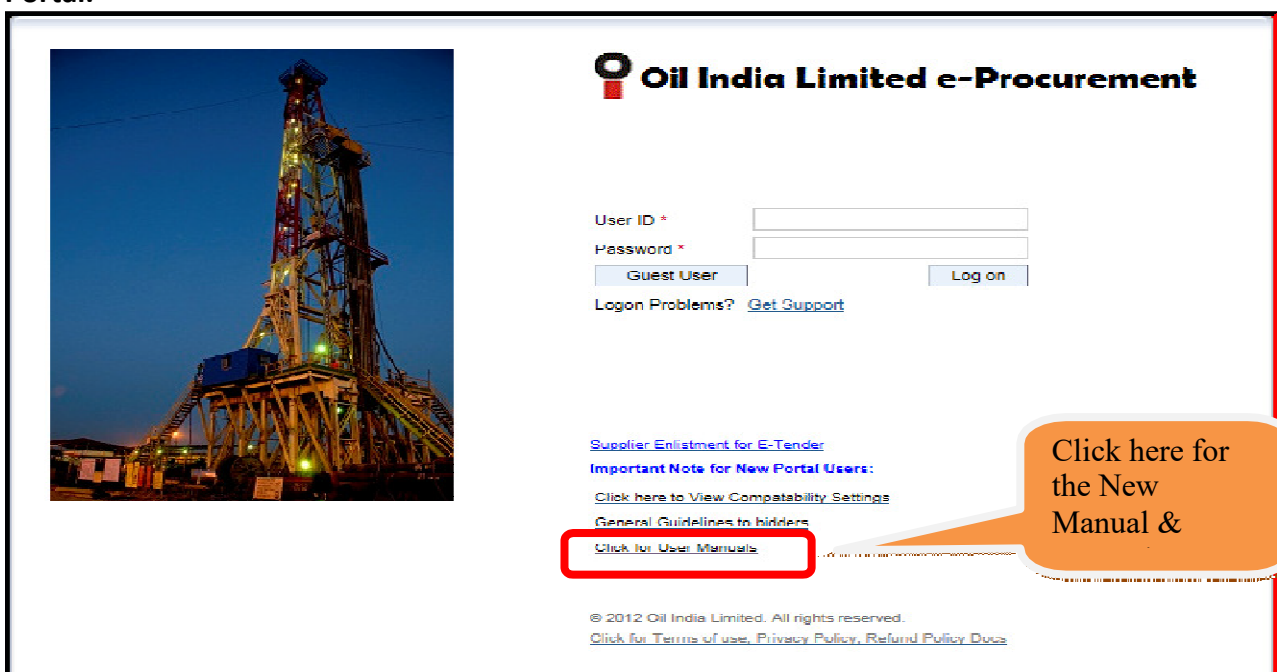 Portal.
Oil India Limited e-Procurement
User ID *
Password *
Guest User
Log on
Logon Problems? Get Support
Supplier Enlistment for E-Tender
Important Note for New Portal Users:
Click here to View Compatability Settings
General Guidelines to bidders
Click for User Manuals
Click here for
the New
Manual &
© 2012 Oil India Limited. All rights reserved.
Click for Terms of use, Privacy Policy, Refund Policy Docs